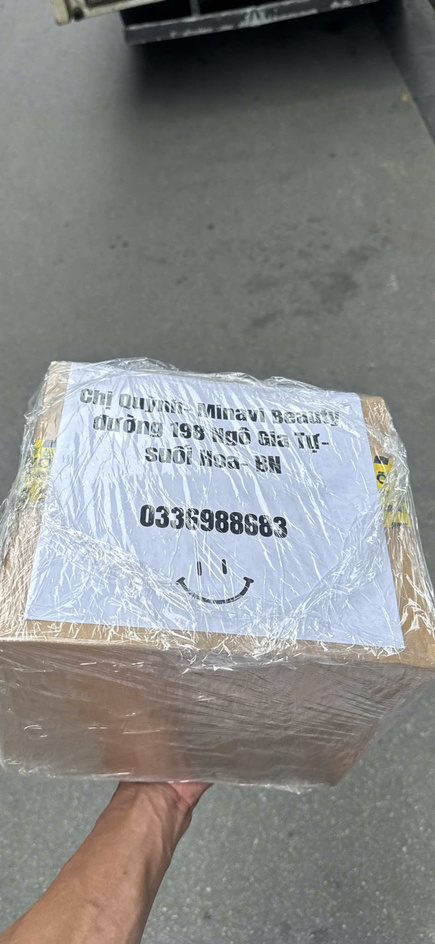 Chị Quỳnh- Minavi Beauty
đường 198 Ngô Gia Tự-
suối Hoa- BN
0336988683